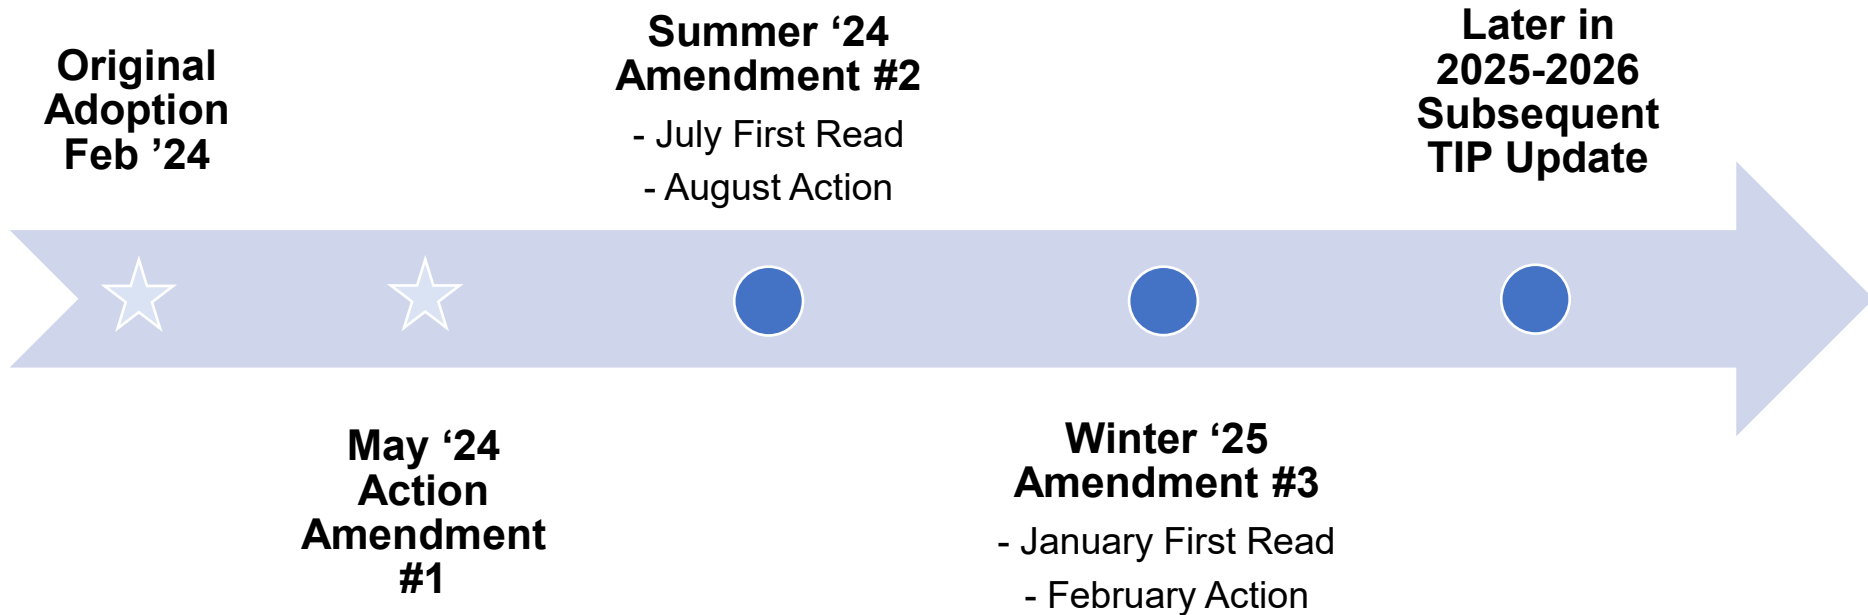 Original
Adoption
Feb ’24
May ‘24
Action
Amendment
#1
Summer ‘24
Amendment #2
- July First Read
- August Action
Winter ‘25
Amendment #3
- January First Read
- February Action
Later in
2025-2026
Subsequent
TIP Update